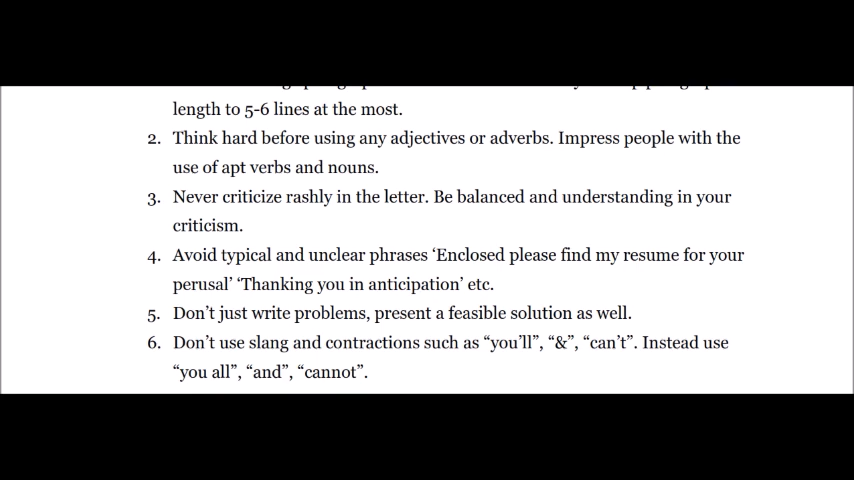 length to 5-6 lines at the most.
2. Think hard before using any adjectives or adverbs. Impress people with the
use of apt verbs and nouns.
3. Never criticize rashly in the letter. Be balanced and understanding in your
criticism.
4. Avoid typical and unclear phrases ‘Enclosed please find my resume for your
perusal’ ‘Thanking you in anticipation’ etc.
5. Don’t just write problems, present a feasible solution as well.
6. Don’t use slang and contractions such as “you’ll”, “&”, “can’t”. Instead use
“you all”, “and”, “cannot”.